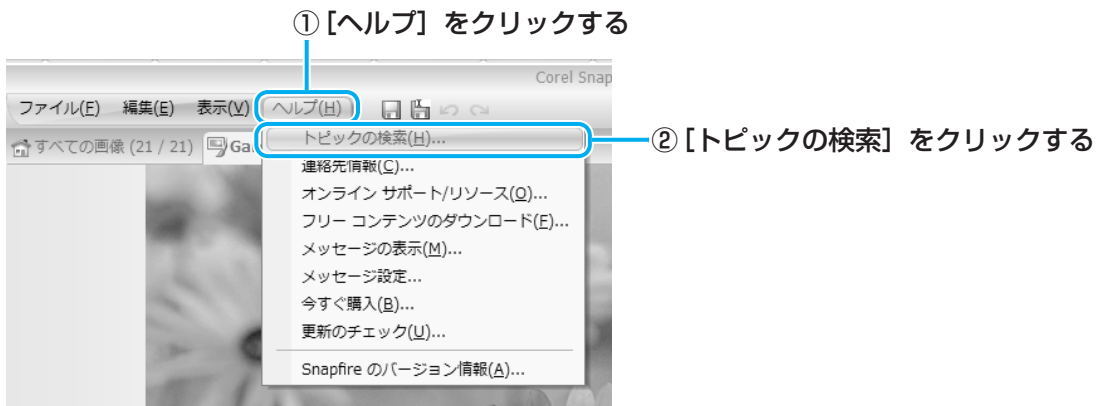 ①［ヘルプ］をクリックする
Corel Snap
ファイル(F) 編集(E) 表示(V) ヘルプ(H)
すべての画像 (21 / 21) Ga
トピックの検索(H)...
②［トピックの検索］をクリックする
連絡先情報(C)...
オンライン サポート/リソース(O)...
フリー コンテンツのダウンロード(F)...
メッセージの表示(M)...
メッセージ設定...
今すぐ購入(B)...
更新のチェック(U)...
Snapfire のバージョン情報(A)...